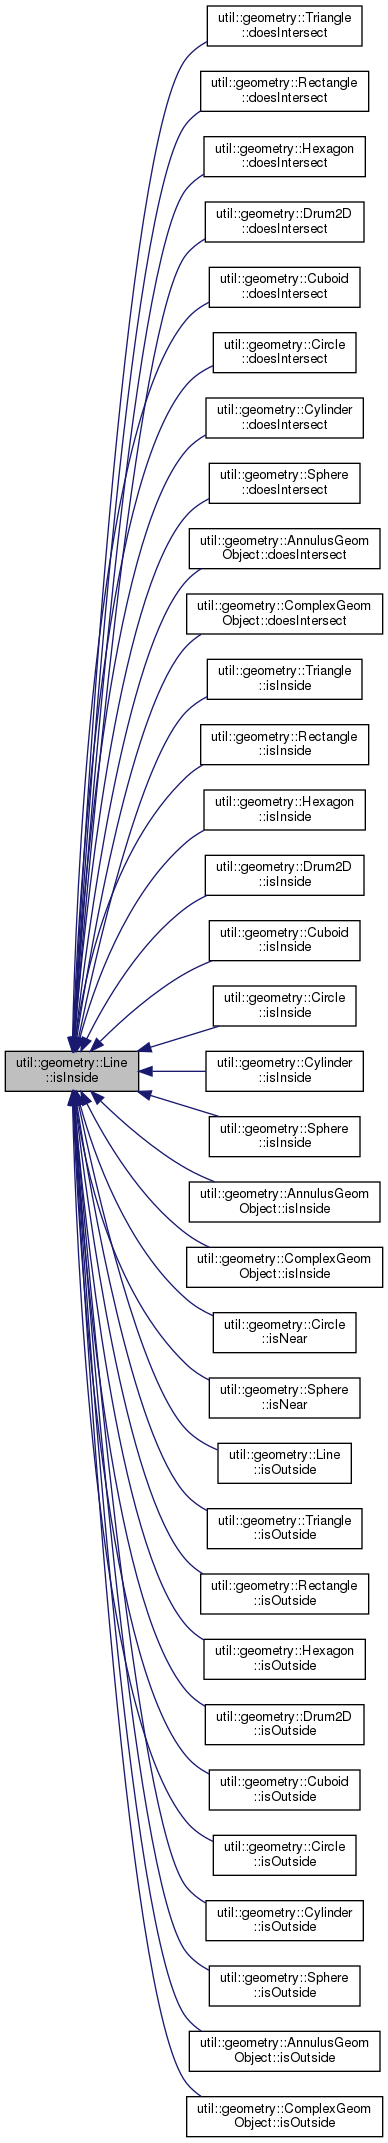 util::geometry::Triangle
::doesIntersect
util::geometry::Rectangle
::doesIntersect
util::geometry::Hexagon
::doesIntersect
util::geometry::Drum2D
::doesIntersect
util::geometry::Cuboid
::doesIntersect
util::geometry::Circle
::doesIntersect
util::geometry::Cylinder
::doesIntersect
util::geometry::Sphere
::doesIntersect
util::geometry::AnnulusGeom
Object::doesIntersect
util::geometry::ComplexGeom
Object::doesIntersect
util::geometry::Triangle
::isInside
util::geometry::Rectangle
::isInside
util::geometry::Hexagon
::isInside
util::geometry::Drum2D
::isInside
util::geometry::Cuboid
::isInside
util::geometry::Circle
::isInside
util::geometry::Line
::isInside
util::geometry::Cylinder
::isInside
util::geometry::Sphere
::isInside
util::geometry::AnnulusGeom
Object::isInside
util::geometry::ComplexGeom
Object::isInside
util::geometry::Circle
::isNear
util::geometry::Sphere
::isNear
util::geometry::Line
::isOutside
util::geometry::Triangle
::isOutside
util::geometry::Rectangle
::isOutside
util::geometry::Hexagon
::isOutside
util::geometry::Drum2D
::isOutside
util::geometry::Cuboid
::isOutside
util::geometry::Circle
::isOutside
util::geometry::Cylinder
::isOutside
util::geometry::Sphere
::isOutside
util::geometry::AnnulusGeom
Object::isOutside
util::geometry::ComplexGeom
Object::isOutside